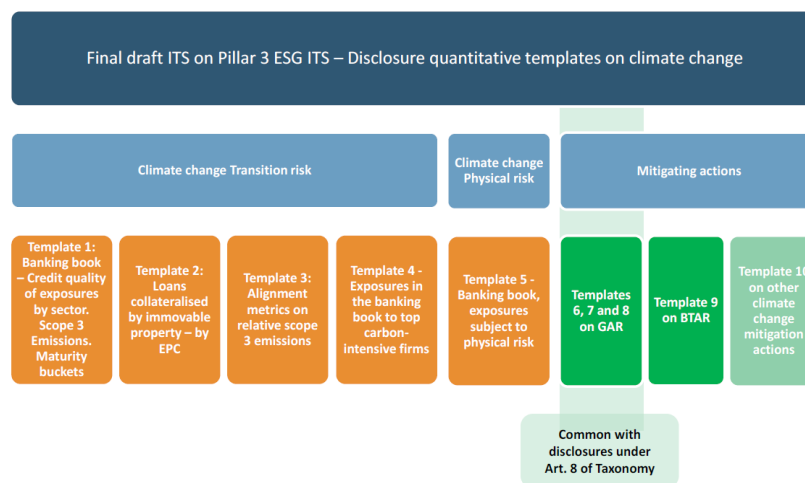 Final draft ITS on Pillar 3 ESG ITS – Disclosure quantitative templates on climate change
Climate change Transition risk
Climate change
Physical risk
Mitigating actions
Template 1:
Banking book
– Credit quality
of exposures
by sector.
Scope 3
Emissions.
Maturity
buckets
Template 2:
Loans
collateralised
by immovable
property – by
EPC
Template 3:
Alignment
metrics on
relative scope
3 emissions
Template 4 -
Exposures in
the banking
book to top
carbon-
intensive firms
Template 5 -
Banking book,
exposures
subject to
physical risk
Templates
6, 7 and 8
on GAR
Template 9
on BTAR
Template 10
on other
climate
change
mitigation
actions
Common with
disclosures under
Art. 8 of Taxonomy